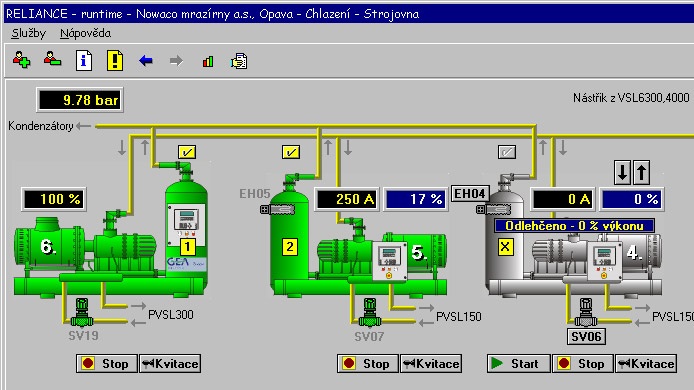 RELIANCE - runtime - Nowaco mrazírny a.s., Opava - Chlazení - Strojovna
Služby Nápověda
9.78 bar
Nástřik z VSL6300,4000
Kondenzátory
EH05
EH04
100 %
250 A
17 %
0 A
0 %
Odlehčeno - 0 % výkonu
6.
1
2
5.
X
4.
GEA
PVSL300
PVSL150
PVSL150
SV19
SV07
SV06
Stop
Kvitace
Stop
Kvitace
Start
Stop
Kvitace